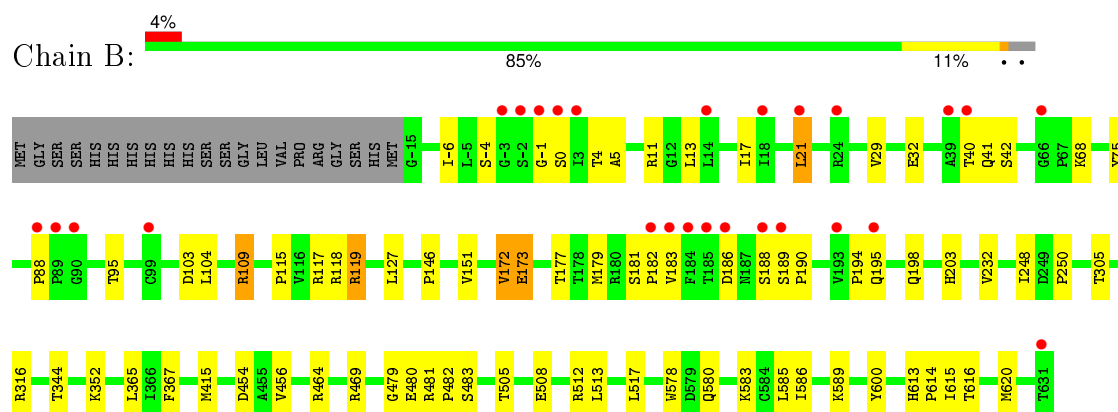 4%
Chain B:
85% 11% • •
MET GLY SER SER HIS HIS HIS HIS HIS HIS SER SER GLY LEU VAL PRO ARG GLY SER HIS MET G-15 I-6 L-5 S-4 G-3 S-2 G-1 S0 I3 T4 A5 R11 G12 L13 L14 I17 I18 L21 R24 V29 E32 A39 T40 Q41 S42 G66 P67 K68 Y75
P88 P89 G90 T95 C99 D103 L104 R109 P115 V116 R117 R118 R119 L127 P146 V151 V172 E173 T177 T178 M179 R180 S181 P182 V183 F184 T185 D186 N187 S188 S189 P190 V193 P194 Q195 Q198 H203 V232 I248 D249 P250 T305
R316 T344 K352 L365 I366 F367 M415 D454 A455 V456 R464 R469 G479 E480 R481 P482 S483 T505 E508 R512 L513 L517 W578 D579 Q580 K583 C584 L585 I586 K589 Y600 H613 P614 I615 T616 M620 T631